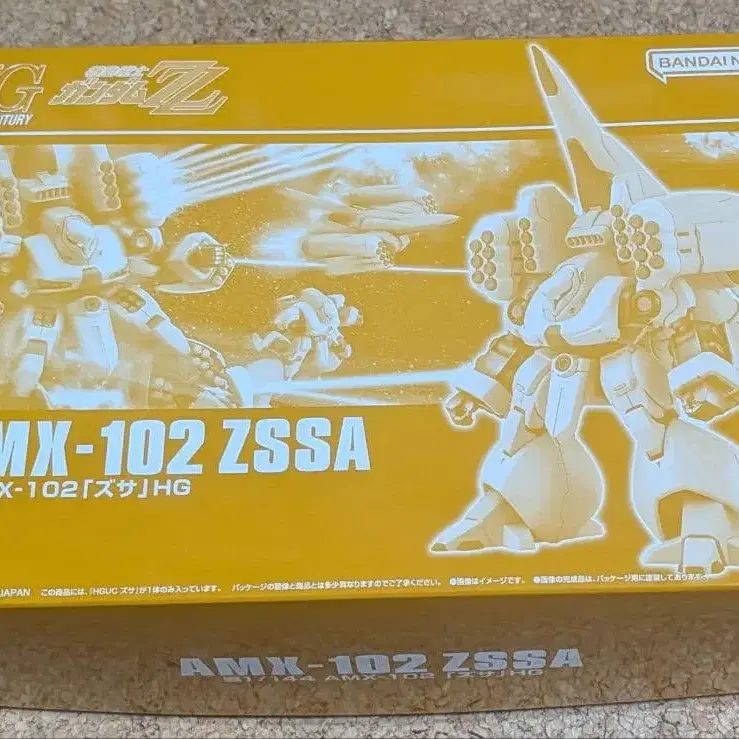 G
機動戦士
ガンダムZZ
BANDAI N
MX-102 ZSSA
X-102「ズサ」HG
JAPAN この商品には、「HGUC ズサ」が1体のみ入っています。 パッケージの画像と商品とは多少異なりますのでご了承ください。 ●画像はイメージです。 ●画像の完成品は、パッケージ用に塗装しております。
AMX-102 ZSSA
1/144 AMX-102「ズサ」HG